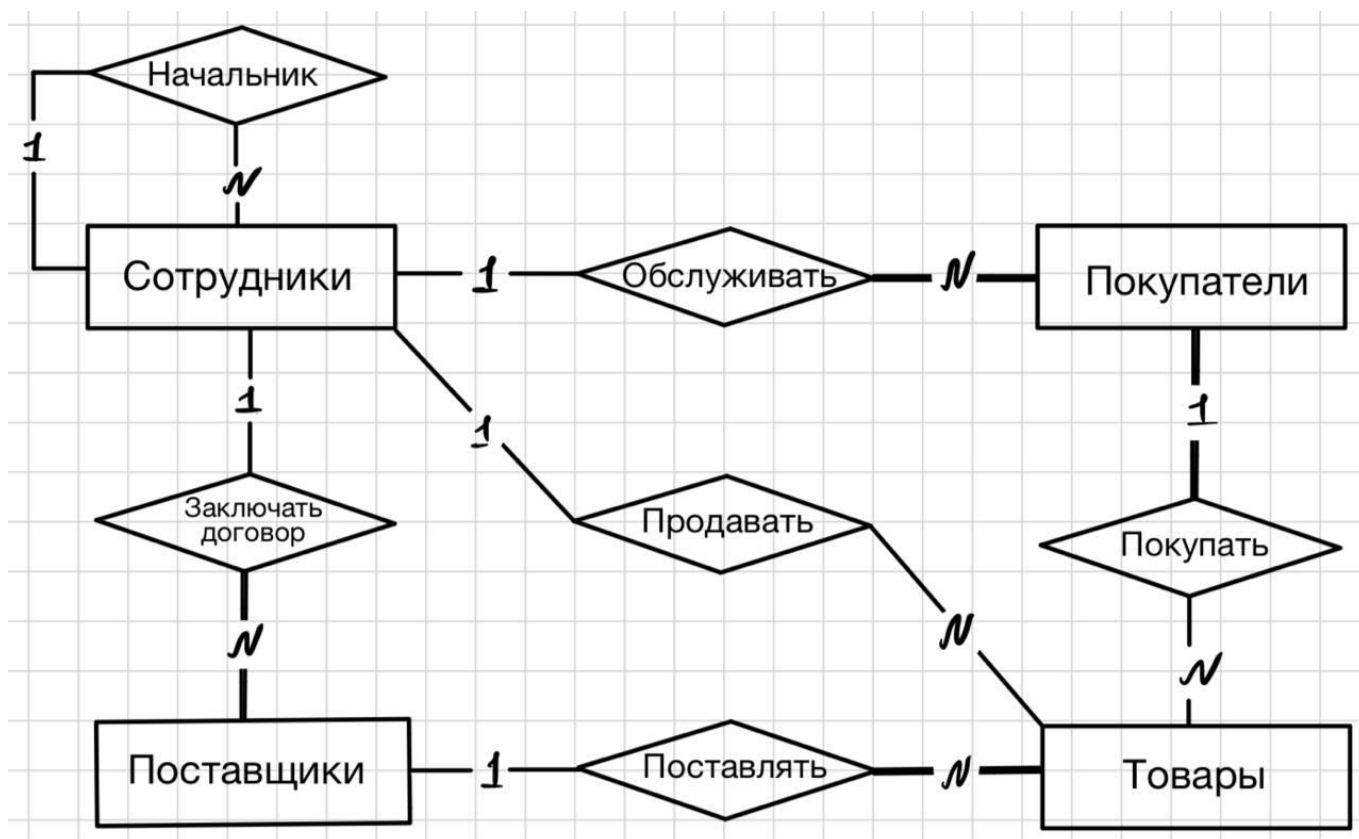 Начальник
1
N
Сотрудники
1
Обслуживать
N
Покупатели
1
1
1
Заключать
договор
Продавать
Покупать
N
N
N
Поставщики
1
Поставлять
N
Товары